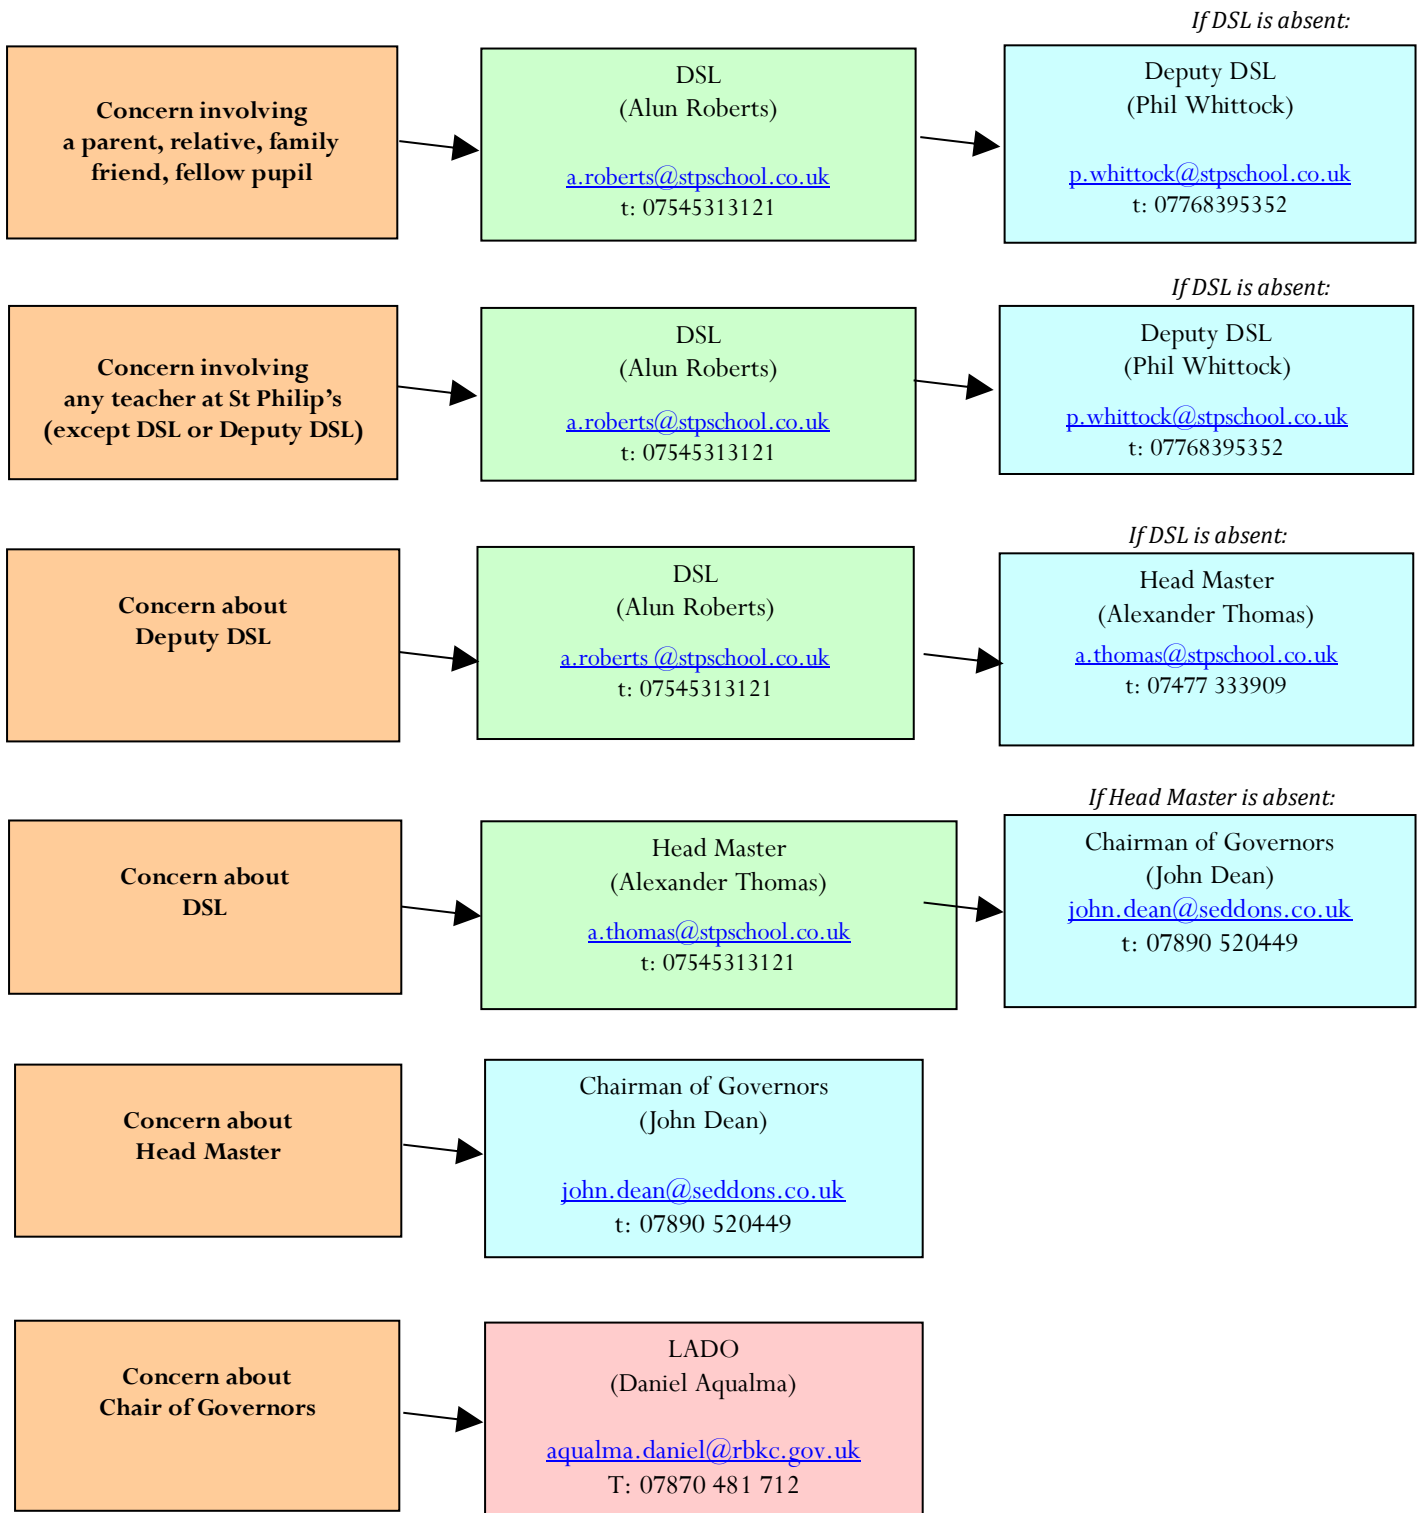 If DSL is absent:
Concern involving
a parent, relative, family
friend, fellow pupil
DSL
(Alun Roberts)
a.roberts@stpschool.co.uk
t: 07545313121
Deputy DSL
(Phil Whittock)
p.whittock@stpschool.co.uk
t: 07768395352
If DSL is absent:
Concern involving
any teacher at St Philip's
(except DSL or Deputy DSL)
DSL
(Alun Roberts)
a.roberts@stpschool.co.uk
t: 07545313121
Deputy DSL
(Phil Whittock)
p.whittock@stpschool.co.uk
t: 07768395352
If DSL is absent:
Concern about
Deputy DSL
DSL
(Alun Roberts)
a.roberts @stpschool.co.uk
t: 07545313121
Head Master
(Alexander Thomas)
a.thomas@stpschool.co.uk
t: 07477 333909
If Head Master is absent:
Concern about
DSL
Head Master
(Alexander Thomas)
a.thomas@stpschool.co.uk
t: 07545313121
Chairman of Governors
(John Dean)
john.dean@seddons.co.uk
t: 07890 520449
Concern about
Head Master
Chairman of Governors
(John Dean)
john.dean@seddons.co.uk
t: 07890 520449
Concern about
Chair of Governors
LADO
(Daniel Aqualma)
aqualma.daniel@rbkc.gov.uk
T: 07870 481 712